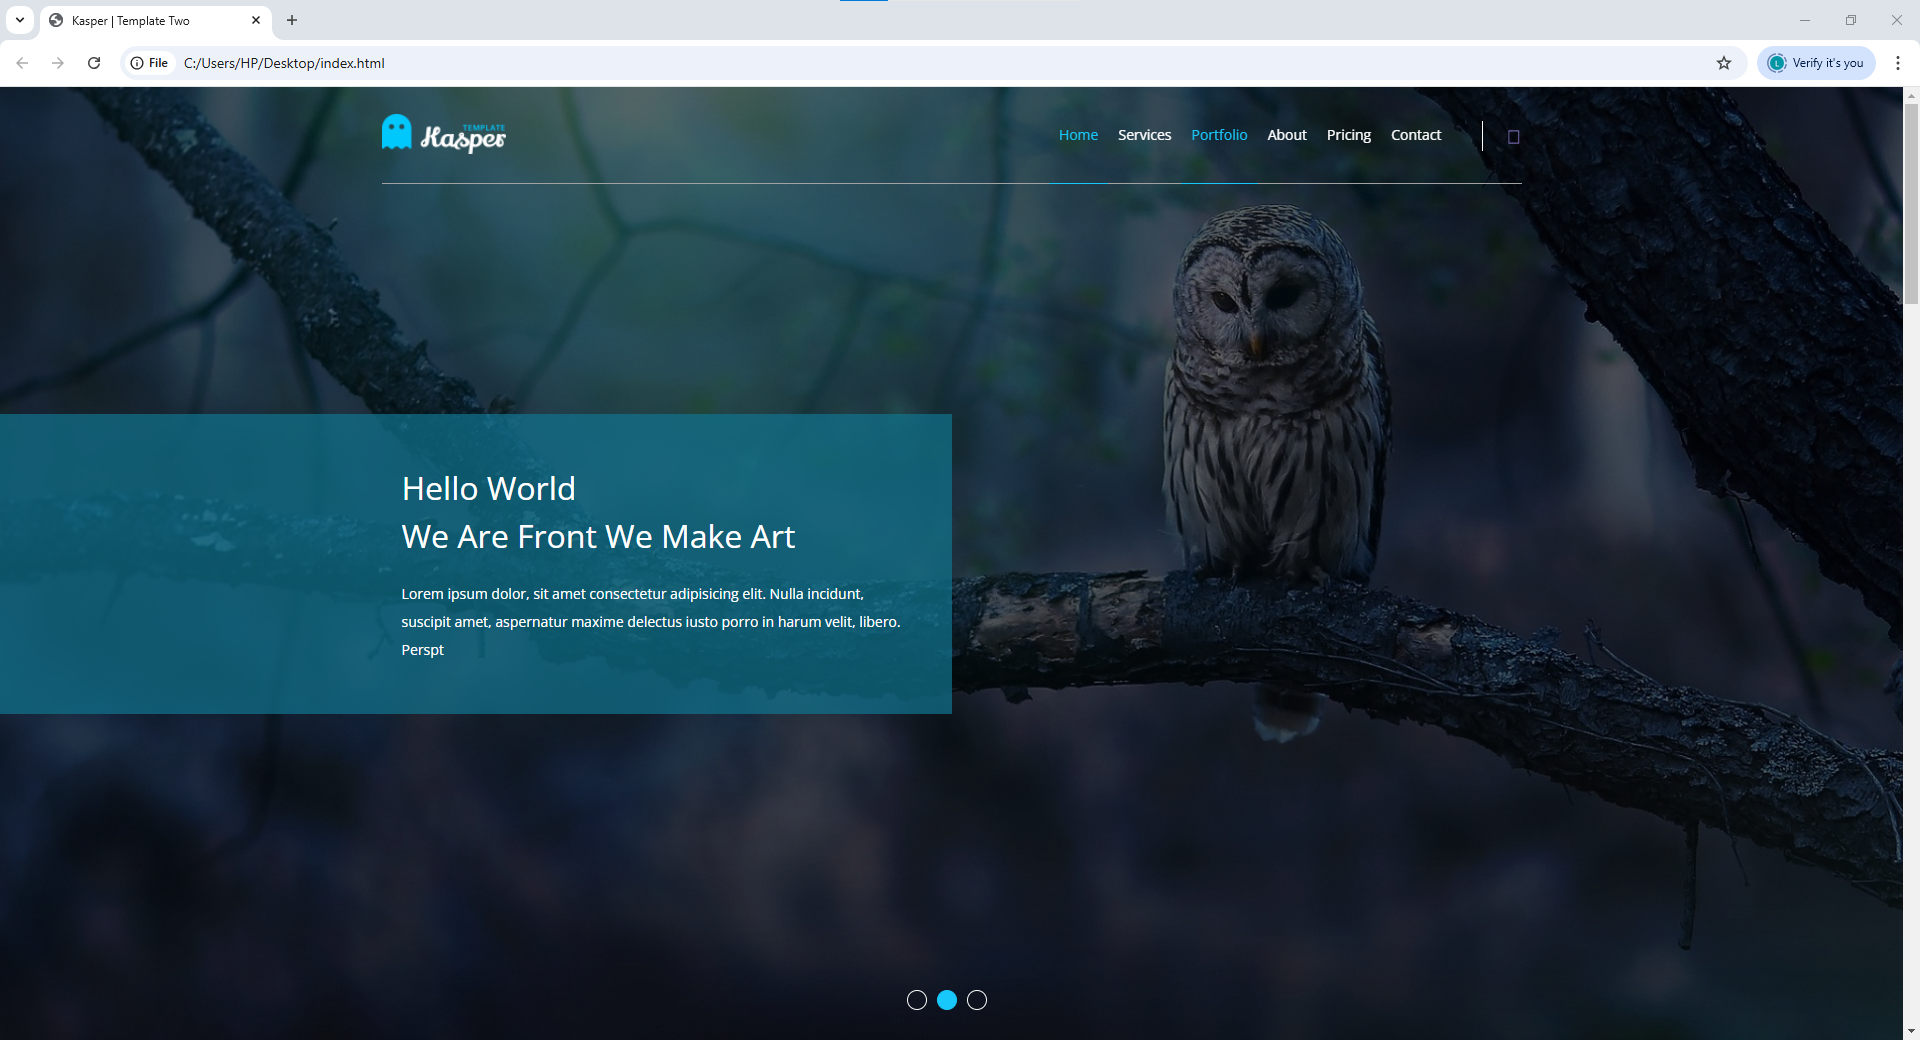 Kasper | Template Two
File
C:/Users/HP/Desktop/index.html
Verify it's you
TEMPLATE
Kasper
Home
Services
Portfolio
About
Pricing
Contact
Hello World
We Are Front We Make Art
Lorem ipsum dolor, sit amet consectetur adipisicing elit. Nulla incidunt,
suscipit amet, aspernatur maxime delectus iusto porro in harum velit, libero.
Perspt